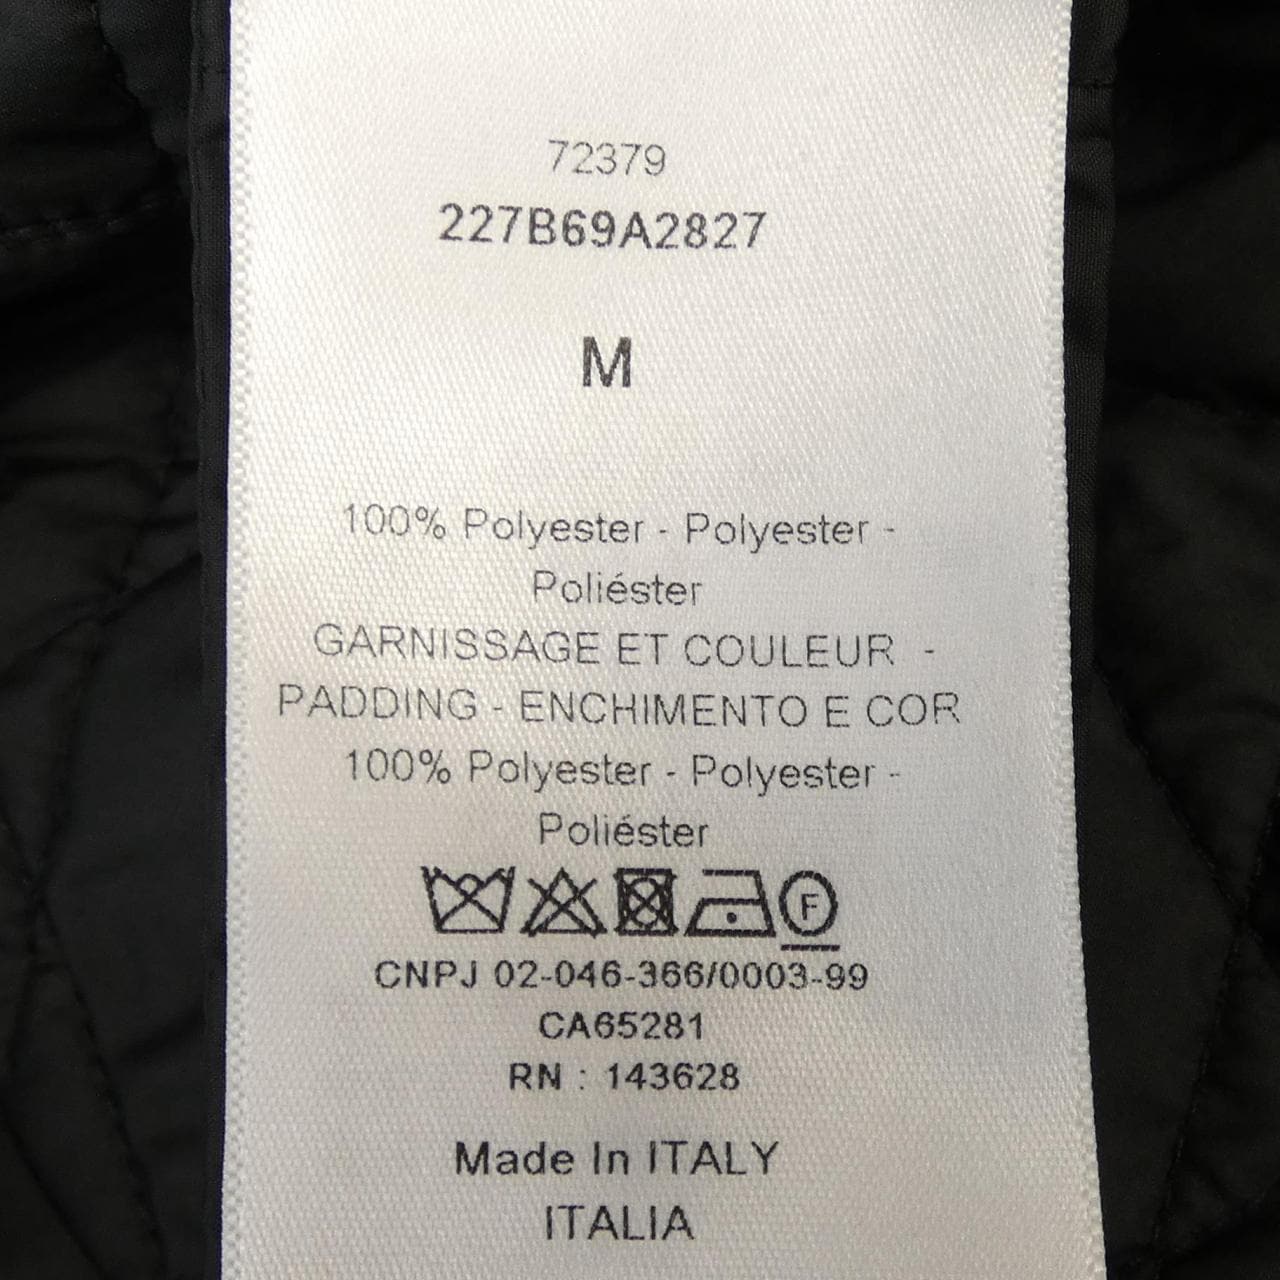 72379
227B69A2827
M
100% Polyester - Polyester -
Poliéster
GARNISSAGE ET COULEUR -
PADDING - ENCHIMENTO E COR
100% Polyester - Polyester -
Poliéster
F
CNPJ 02-046-366/0003-99
CA65281
RN : 143628
Made In ITALY
ITALIA